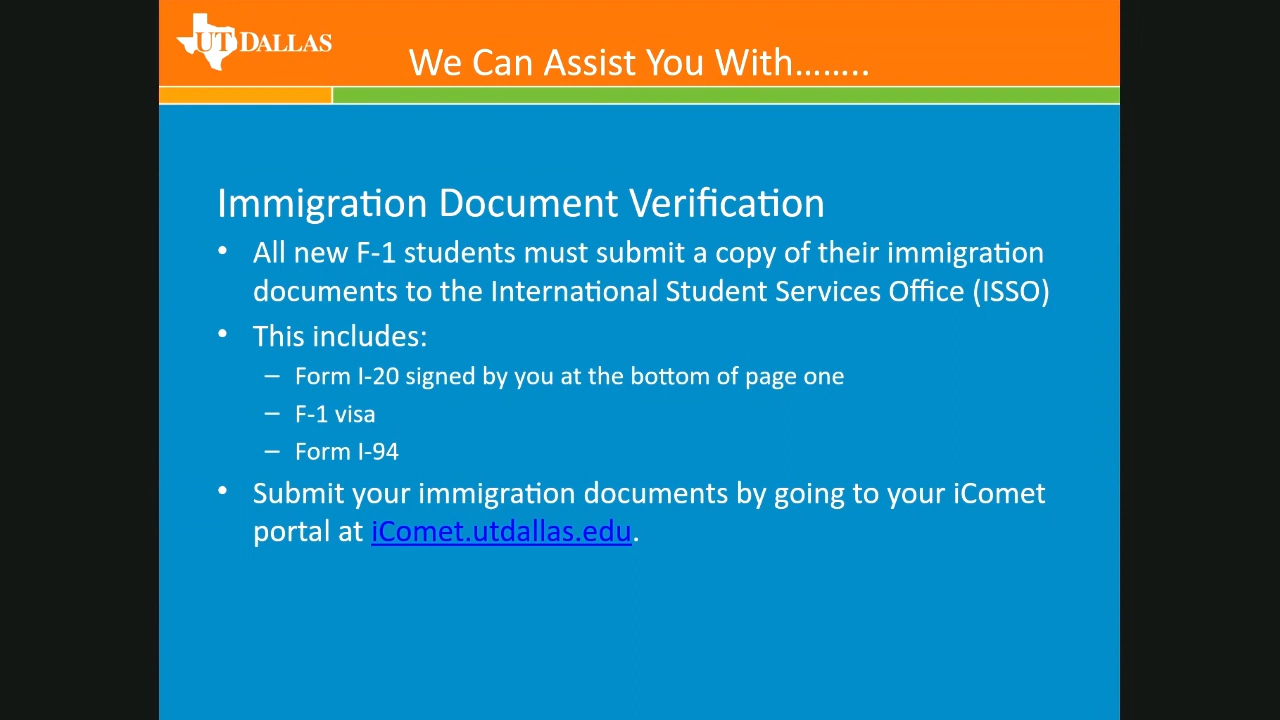 UT DALLAS
We Can Assist You With……..
Immigration Document Verification
• All new F-1 students must submit a copy of their immigration
documents to the International Student Services Office (ISSO)
• This includes:
– Form I-20 signed by you at the bottom of page one
– F-1 visa
– Form I-94
• Submit your immigration documents by going to your iComet
portal at iComet.utdallas.edu.